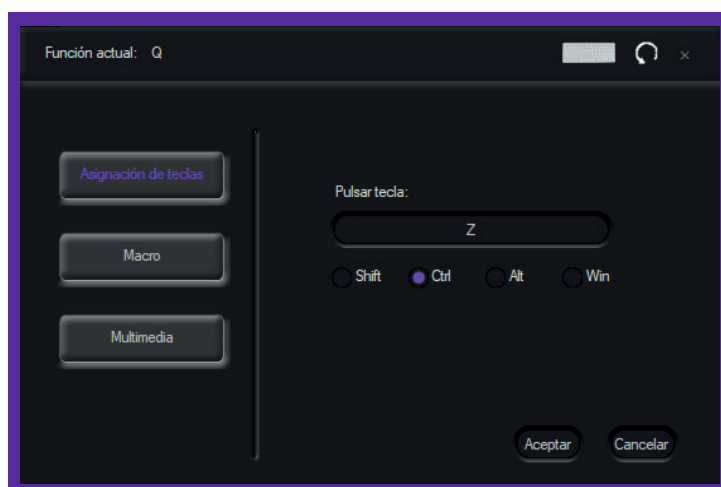 Función actual: Q
×
Asignación de teclas
Macro
Multimedia
Pulsar tecla:
Z
Shift Ctrl Alt Win
Aceptar Cancelar